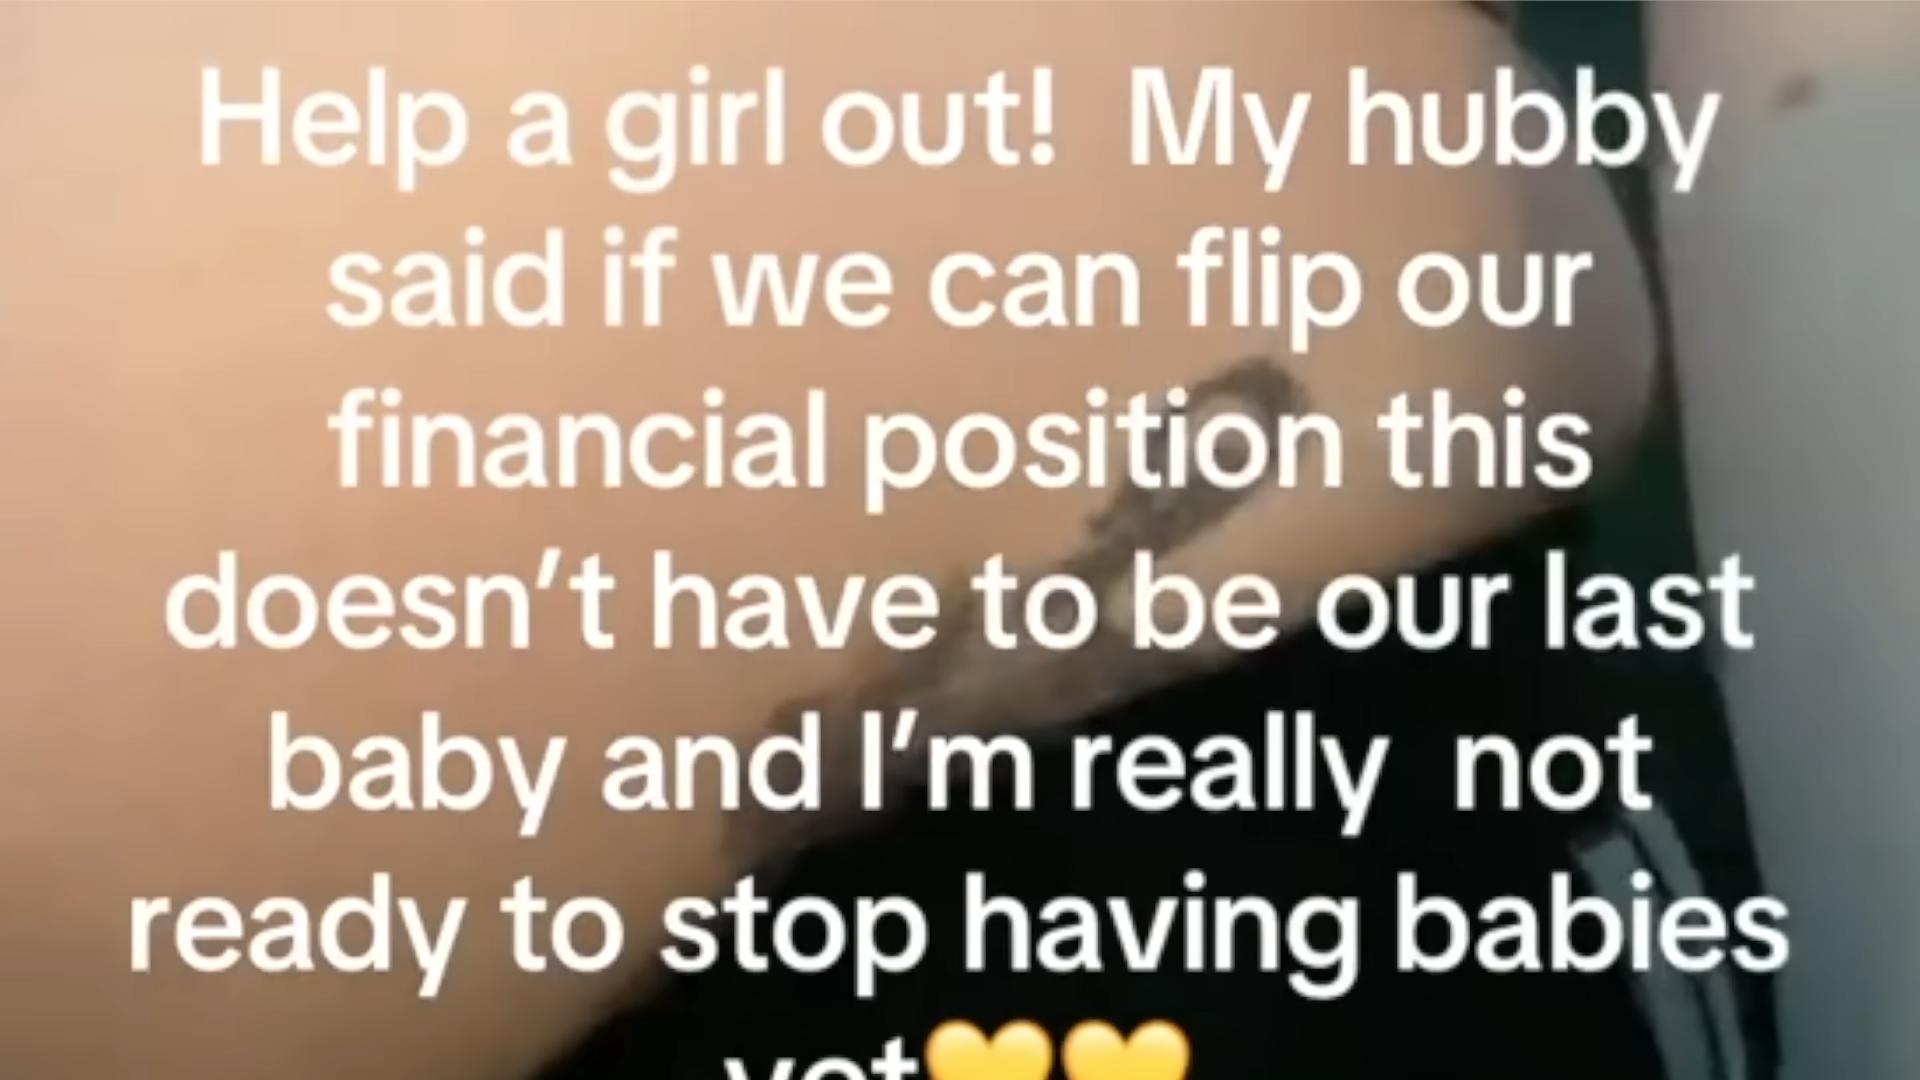 Help a girl out!  My hubby
said if we can flip our
financial position this
doesn’t have to be our last
baby and I’m really  not
ready to stop having babies
yet💛💛